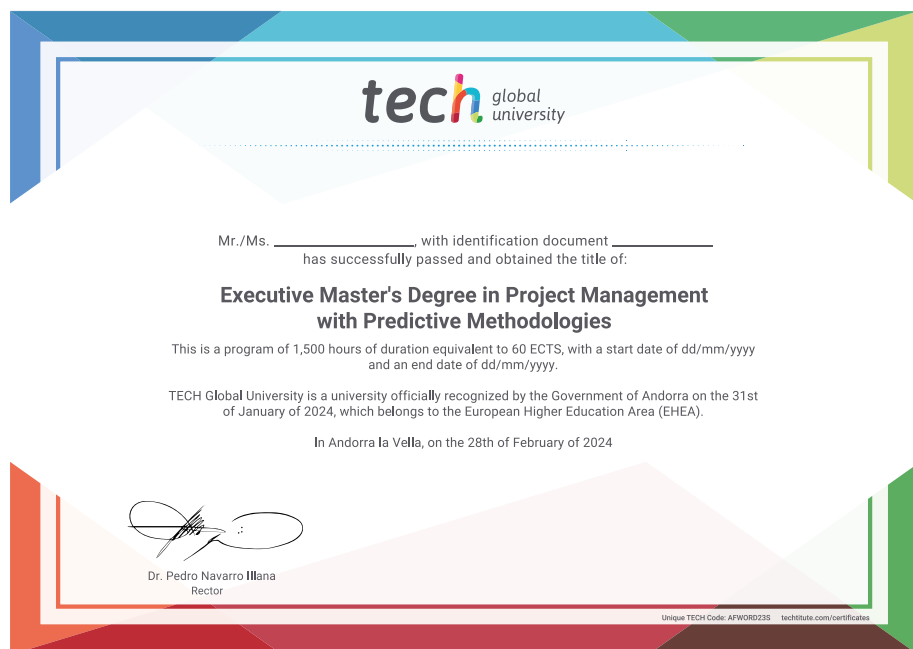 tech global university
Mr./Ms. ____________, with identification document ____________
has successfully passed and obtained the title of:
Executive Master's Degree in Project Management
with Predictive Methodologies
This is a program of 1,500 hours of duration equivalent to 60 ECTS, with a start date of dd/mm/yyyy
and an end date of dd/mm/yyyy.
TECH Global University is a university officially recognized by the Government of Andorra on the 31st
of January of 2024, which belongs to the European Higher Education Area (EHEA).
In Andorra la Vella, on the 28th of February of 2024
Dr. Pedro Navarro Illana
Rector
Unique TECH Code: AFWORD23S techtitute.com/certificates